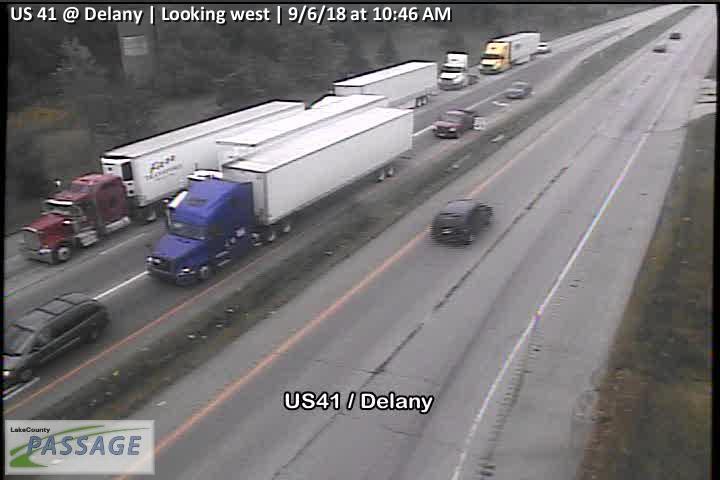 US 41 @ Delany | Looking west | 9/6/18 at 10:46 AM
US41 / Delany
LakeCounty
PASSAGE